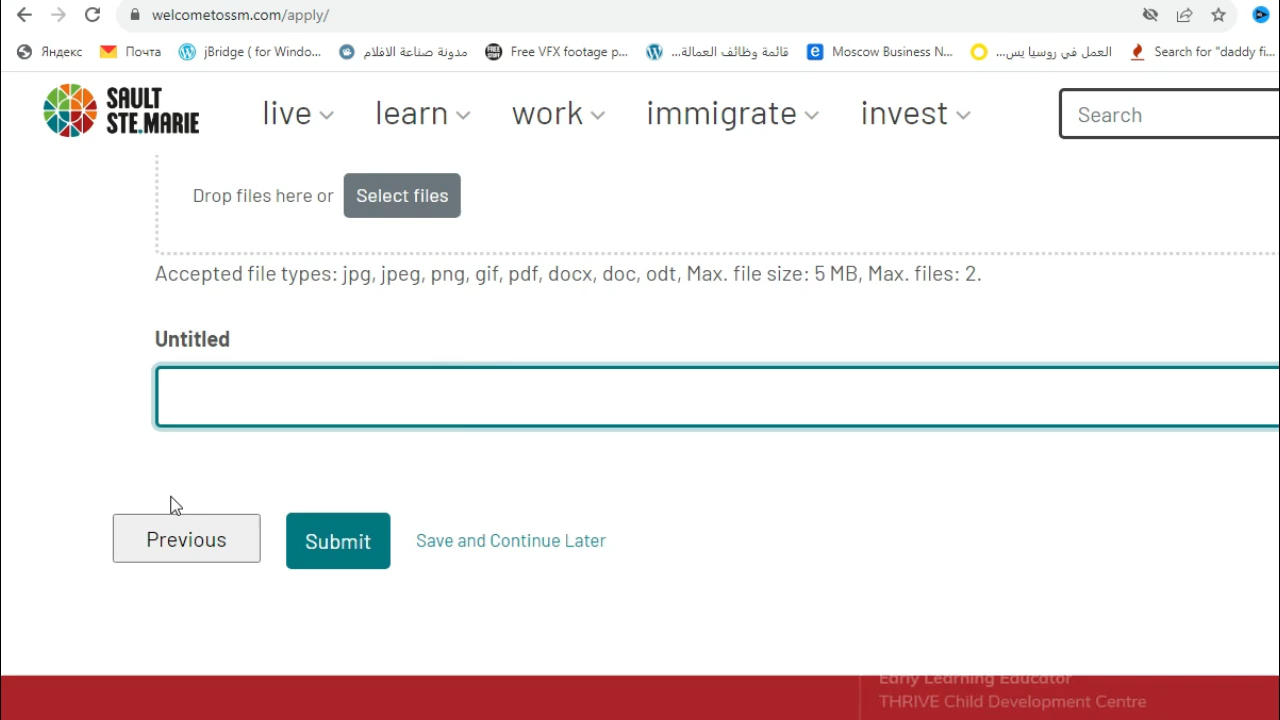 welcometossm.com/apply/
Яндекс Почта jBridge ( for Windo... مدونة صناعة الافلام Free VFX footage p... قائمة وظائف العمالة... Moscow Business N... العمل في روسيا يس... Search for "daddy fi...
SAULT
STE.MARIE
live learn work immigrate invest Search
Drop files here or Select files
Accepted file types: jpg, jpeg, png, gif, pdf, docx, doc, odt, Max. file size: 5 MB, Max. files: 2.
Untitled
Previous Submit Save and Continue Later
Early Learning Educator
THRIVE Child Development Centre